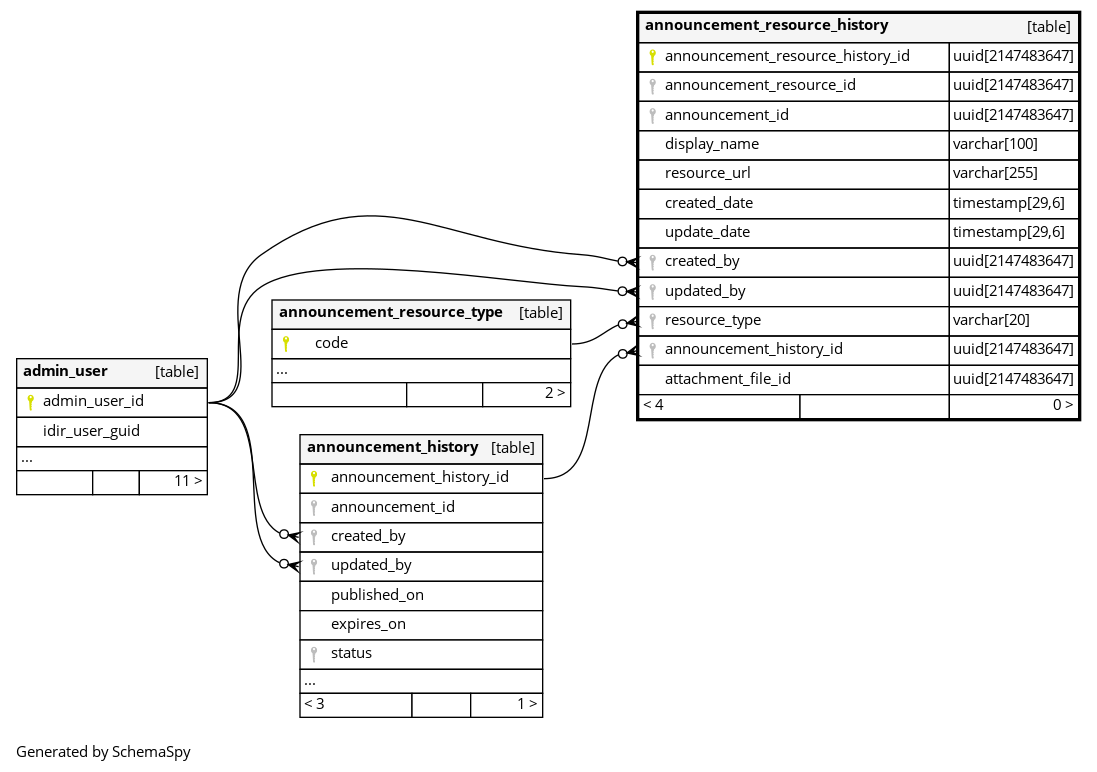 announcement_resource_history [table]
announcement_resource_history_id uuid[2147483647]
announcement_resource_id uuid[2147483647]
announcement_id uuid[2147483647]
display_name varchar[100]
resource_url varchar[255]
created_date timestamp[29,6]
update_date timestamp[29,6]
created_by uuid[2147483647]
updated_by uuid[2147483647]
resource_type varchar[20]
announcement_history_id uuid[2147483647]
attachment_file_id uuid[2147483647]
< 4 0 >
announcement_resource_type [table]
code
...
2 >
admin_user [table]
admin_user_id
idir_user_guid
...
11 >
announcement_history [table]
announcement_history_id
announcement_id
created_by
updated_by
published_on
expires_on
status
...
< 3 1 >
Generated by SchemaSpy